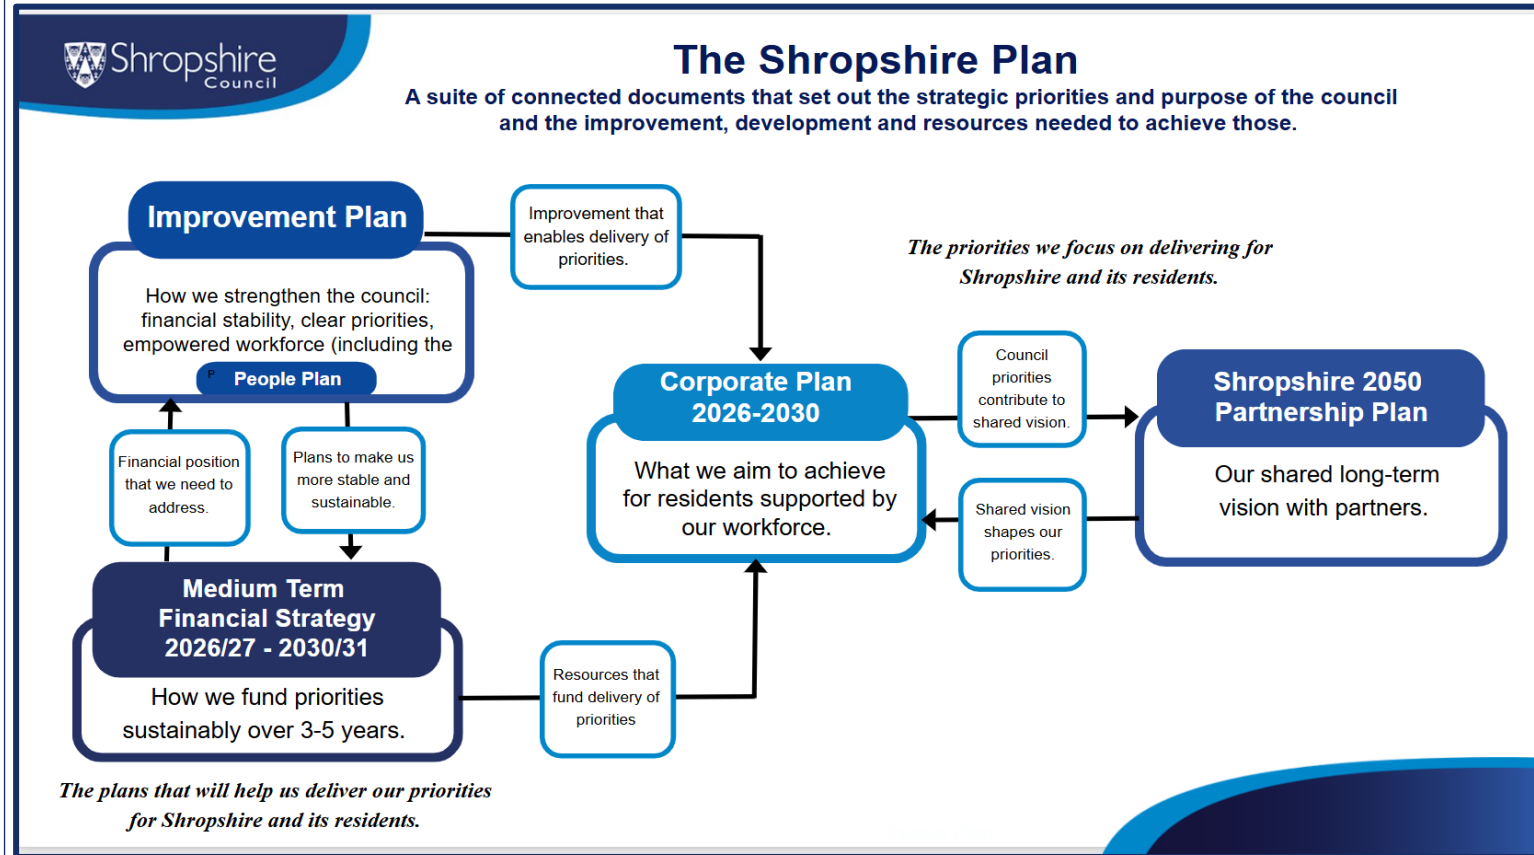 Shropshire
Council
The Shropshire Plan
A suite of connected documents that set out the strategic priorities and purpose of the council
and the improvement, development and resources needed to achieve those.
Improvement Plan
How we strengthen the council:
financial stability, clear priorities,
empowered workforce (including the
P
People Plan
Improvement that
enables delivery of
priorities.
The priorities we focus on delivering for
Shropshire and its residents.
Financial position
that we need to
address.
Plans to make us
more stable and
sustainable.
Corporate Plan
2026-2030
What we aim to achieve
for residents supported by
our workforce.
Council
priorities
contribute to
shared vision.
Shared vision
shapes our
priorities.
Shropshire 2050
Partnership Plan
Our shared long-term
vision with partners.
Medium Term
Financial Strategy
2026/27 - 2030/31
How we fund priorities
sustainably over 3-5 years.
Resources that
fund delivery of
priorities
The plans that will help us deliver our priorities
for Shropshire and its residents.